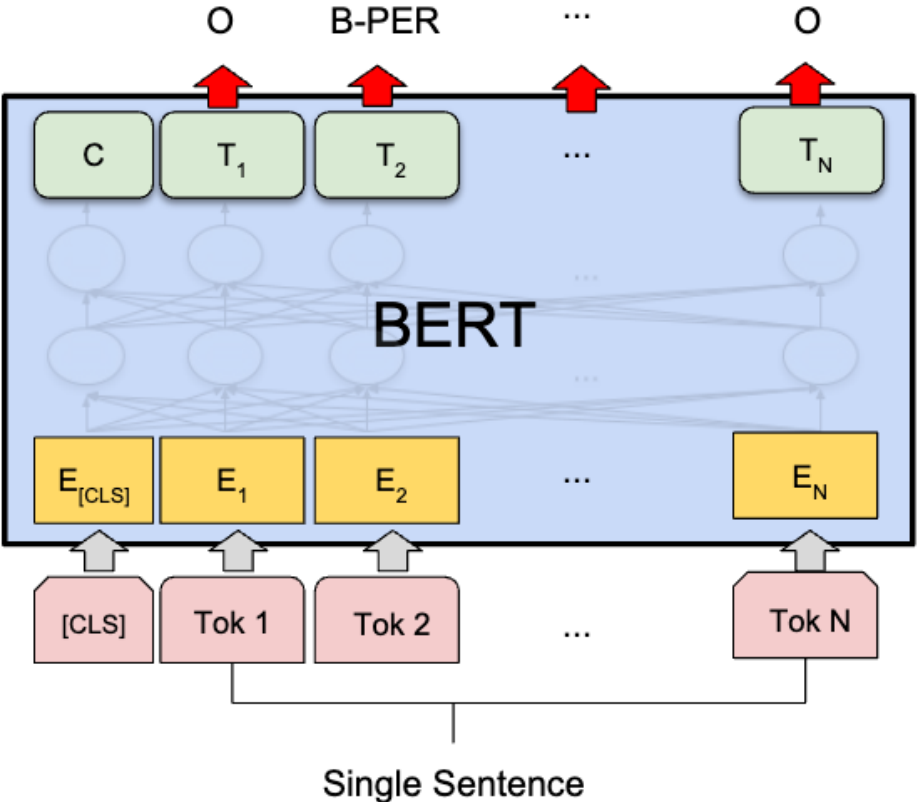 O B-PER ... O
C T1 T2 ... TN
...
BERT
...
E[CLS] E1 E2 ... EN
[CLS] Tok 1 Tok 2 ... Tok N
Single Sentence